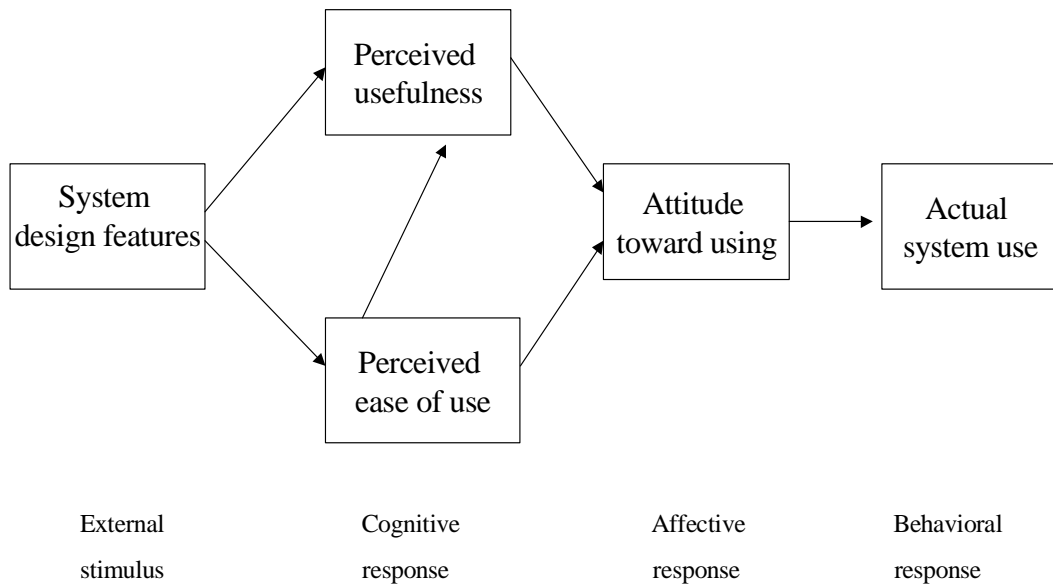 Perceived
usefulness
System
design features
Attitude
toward using
Actual
system use
Perceived
ease of use
External
stimulus
Cognitive
response
Affective
response
Behavioral
response